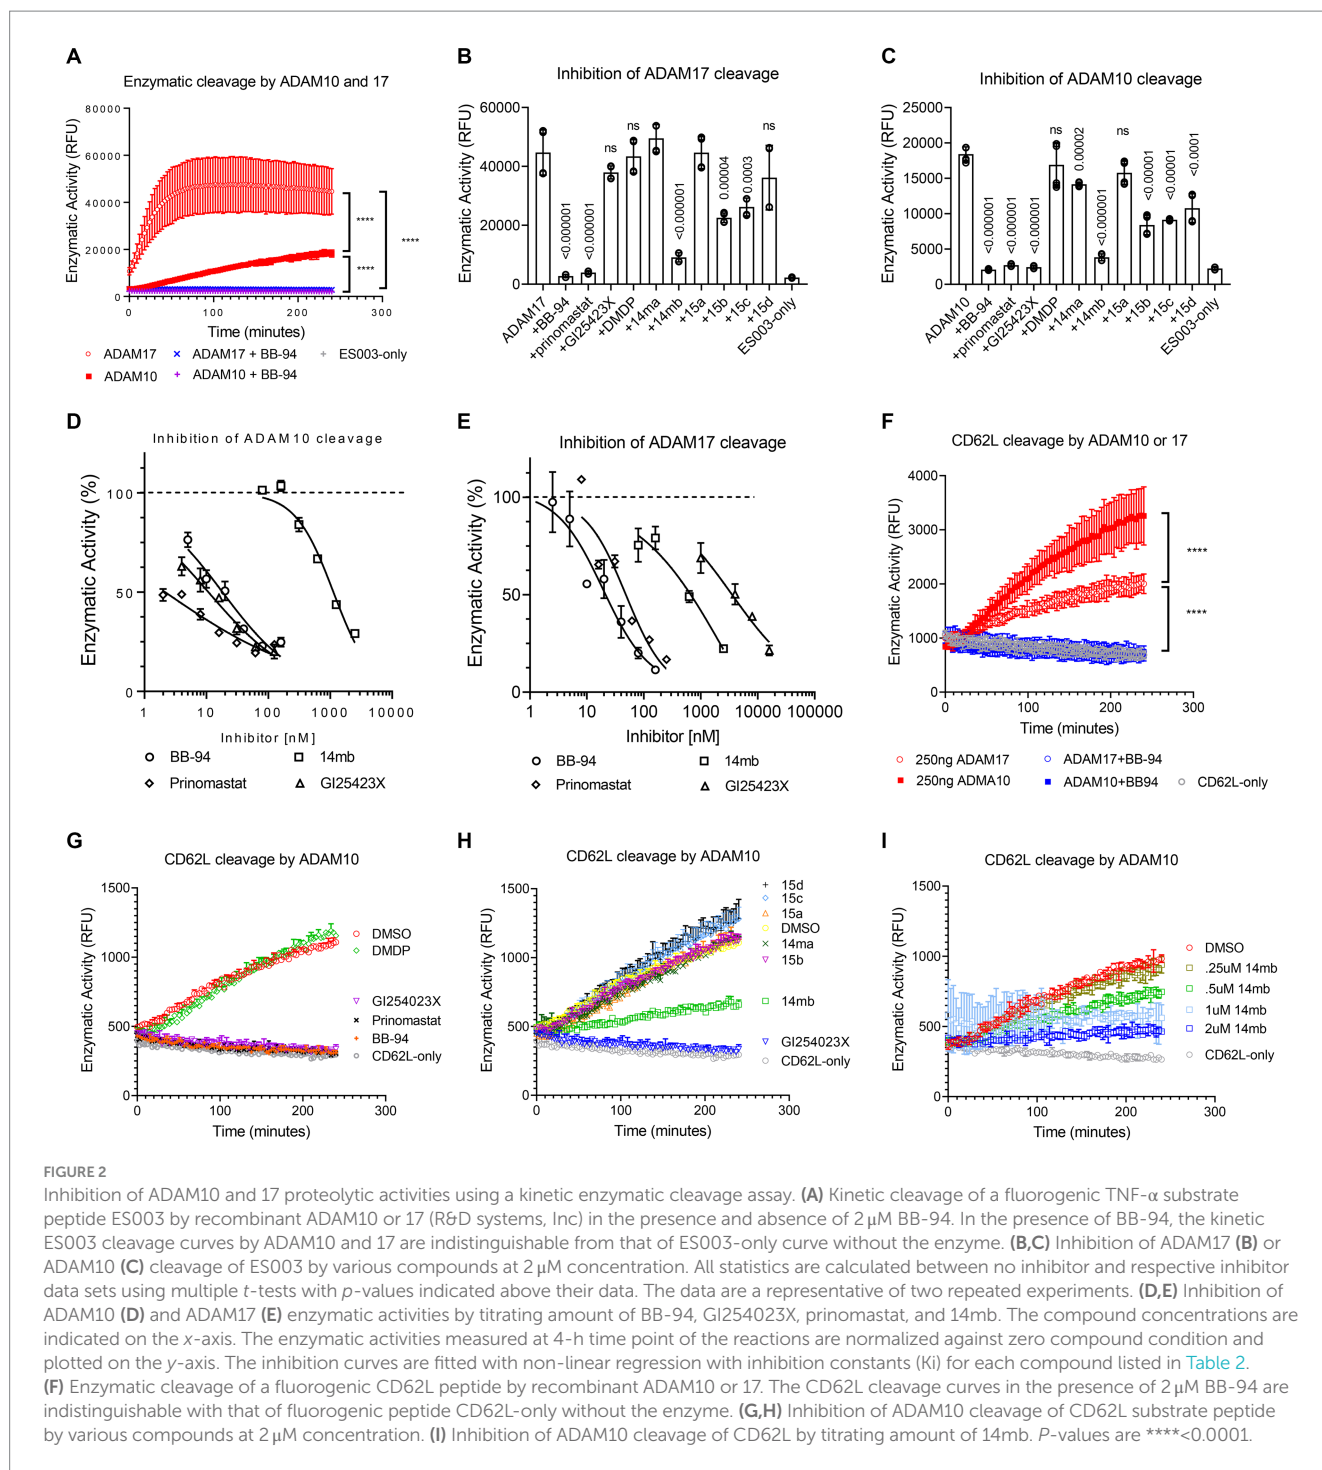 A
Enzymatic cleavage by ADAM10 and 17
Enzymatic Activity (RFU)
80000
60000
40000
20000
0
0
100
200
300
Time (minutes)
****
****
****
ADAM17
ADAM17 + BB-94
ES003-only
ADAM10
ADAM10 + BB-94
B
Inhibition of ADAM17 cleavage
Enzymatic Activity (RFU)
60000
40000
20000
0
<0.000001
<0.000001
ns
ns
<0.000001
0.00004
0.0003
ns
ADAM17
+BB-94
+prinomastat
+GI25423X
+DMDP
+14ma
+14mb
+15a
+15b
+15c
+15d
ES003-only
C
Inhibition of ADAM10 cleavage
Enzymatic Activity (RFU)
25000
20000
15000
10000
5000
0
<0.000001
<0.000001
<0.000001
ns
0.00002
<0.000001
ns
<0.00001
<0.00001
<0.0001
ADAM10
+BB-94
+prinomastat
+GI25423X
+DMDP
+14ma
+14mb
+15a
+15b
+15c
+15d
ES003-only
D
Inhibition of ADAM10 cleavage
Enzymatic Activity (%)
100
50
0
1
10
100
1000
10000
Inhibitor [nM]
BB-94
14mb
Prinomastat
GI25423X
E
Inhibition of ADAM17 cleavage
Enzymatic Activity (%)
100
50
0
1
10
100
1000
10000
100000
Inhibitor [nM]
BB-94
14mb
Prinomastat
GI25423X
F
CD62L cleavage by ADAM10 or 17
Enzymatic Activity (RFU)
4000
3000
2000
1000
0
0
100
200
300
Time (minutes)
****
****
250ng ADAM17
ADAM17+BB-94
250ng ADMA10
ADAM10+BB94
CD62L-only
G
CD62L cleavage by ADAM10
Enzymatic Activity (RFU)
1500
1000
500
0
0
100
200
300
Time (minutes)
DMSO
DMDP
GI254023X
Prinomastat
BB-94
CD62L-only
H
CD62L cleavage by ADAM10
Enzymatic Activity (RFU)
1500
1000
500
0
0
100
200
300
Time (minutes)
15d
15c
15a
DMSO
14ma
15b
14mb
GI254023X
CD62L-only
I
CD62L cleavage by ADAM10
Enzymatic Activity (RFU)
1500
1000
500
0
0
100
200
300
Time (minutes)
DMSO
.25uM 14mb
.5uM 14mb
1uM 14mb
2uM 14mb
CD62L-only
FIGURE 2
Inhibition of ADAM10 and 17 proteolytic activities using a kinetic enzymatic cleavage assay. (A) Kinetic cleavage of a fluorogenic TNF-α substrate
peptide ES003 by recombinant ADAM10 or 17 (R&D systems, Inc) in the presence and absence of 2 μM BB-94. In the presence of BB-94, the kinetic
ES003 cleavage curves by ADAM10 and 17 are indistinguishable from that of ES003-only curve without the enzyme. (B,C) Inhibition of ADAM17 (B) or
ADAM10 (C) cleavage of ES003 by various compounds at 2 μM concentration. All statistics are calculated between no inhibitor and respective inhibitor
data sets using multiple t-tests with p-values indicated above their data. The data are a representative of two repeated experiments. (D,E) Inhibition of
ADAM10 (D) and ADAM17 (E) enzymatic activities by titrating amount of BB-94, GI254023X, prinomastat, and 14mb. The compound concentrations are
indicated on the x-axis. The enzymatic activities measured at 4-h time point of the reactions are normalized against zero compound condition and
plotted on the y-axis. The inhibition curves are fitted with non-linear regression with inhibition constants (Ki) for each compound listed in Table 2.
(F) Enzymatic cleavage of a fluorogenic CD62L peptide by recombinant ADAM10 or 17. The CD62L cleavage curves in the presence of 2 μM BB-94 are
indistinguishable with that of fluorogenic peptide CD62L-only without the enzyme. (G,H) Inhibition of ADAM10 cleavage of CD62L substrate peptide
by various compounds at 2 μM concentration. (I) Inhibition of ADAM10 cleavage of CD62L by titrating amount of 14mb. P-values are ****<0.0001.